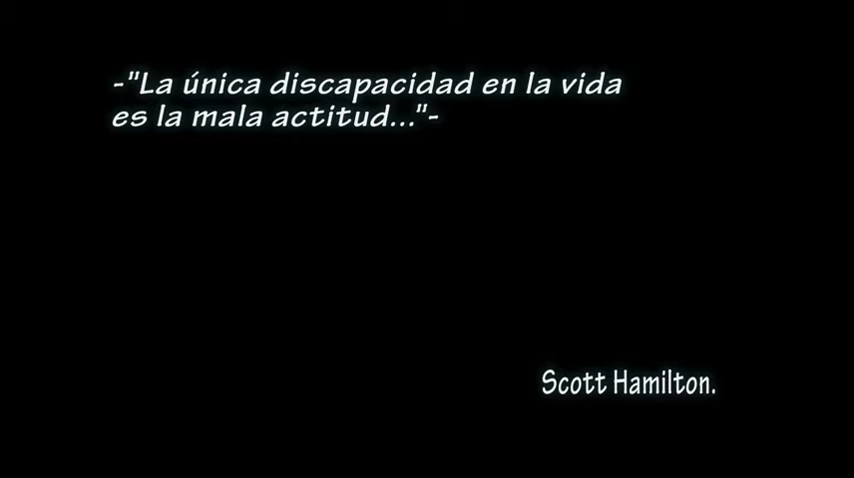 -"La única discapacidad en la vida
es la mala actitud..."-
Scott Hamilton.